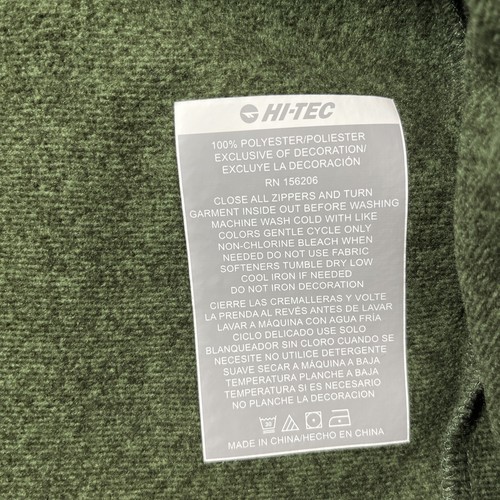 HI-TEC
100% POLYESTER/POLIESTER
EXCLUSIVE OF DECORATION/
EXCLUYE LA DECORACIÓN
RN 156206
CLOSE ALL ZIPPERS AND TURN
GARMENT INSIDE OUT BEFORE WASHING
MACHINE WASH COLD WITH LIKE
COLORS GENTLE CYCLE ONLY
NON-CHLORINE BLEACH WHEN
NEEDED DO NOT USE FABRIC
SOFTENERS TUMBLE DRY LOW
COOL IRON IF NEEDED
DO NOT IRON DECORATION
CIERRE LAS CREMALLERAS Y VOLTE
LA PRENDA AL REVÉS ANTES DE LAVAR
LAVAR A MÁQUINA CON AGUA FRÍA
CICLO DELICADO USE SOLO
BLANQUEADOR SIN CLORO CUANDO SE
NECESITE NO UTILICE DETERGENTE
SUAVE SECAR A MÁQUINA A BAJA
TEMPERATURA PLANCHE A BAJA
TEMPERATURA SI ES NECESARIO
NO PLANCHE LA DECORACION
30
MADE IN CHINA/HECHO EN CHINA